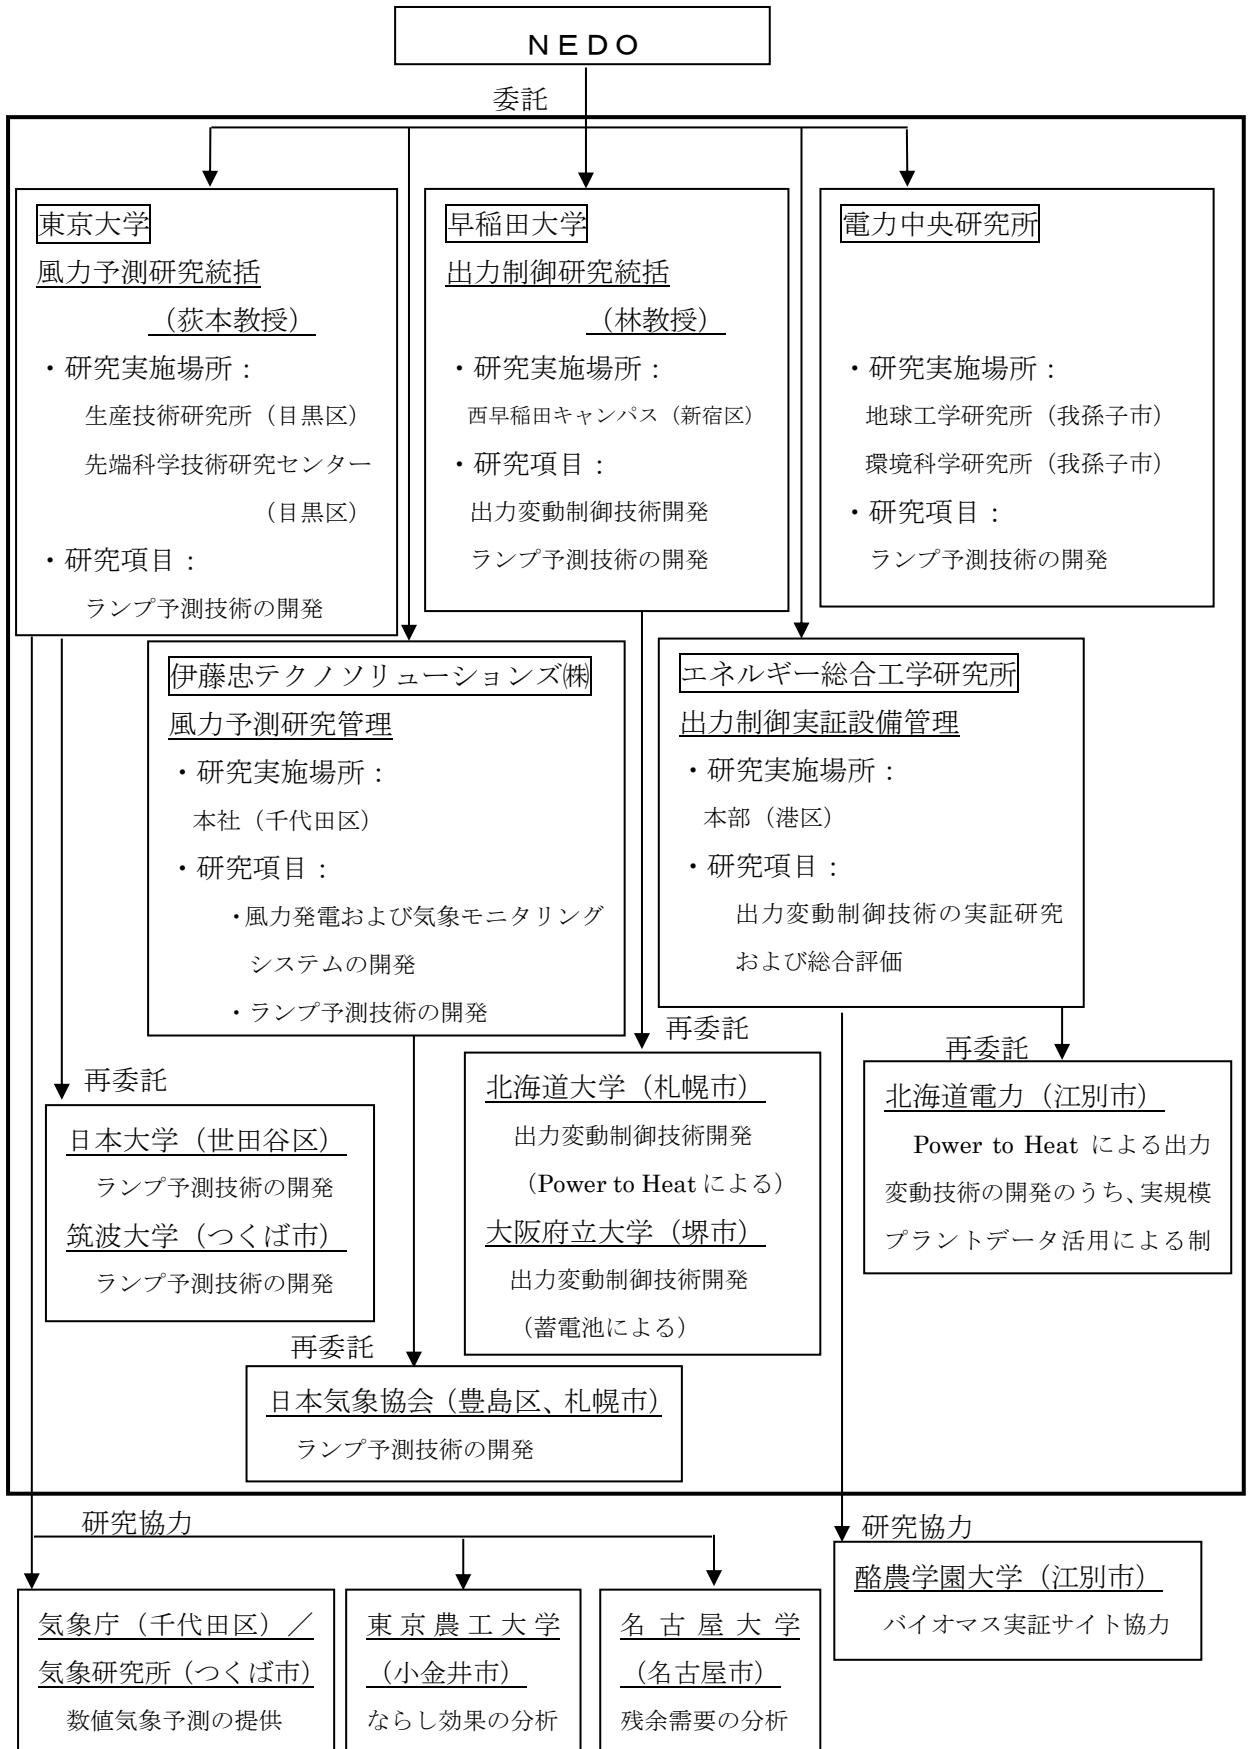 NEDO
委託
東京大学
風力予測研究統括
（荻本教授）
・研究実施場所：
生産技術研究所（目黒区）
先端科学技術研究センター
（目黒区）
・研究項目：
ランプ予測技術の開発
早稲田大学
出力制御研究統括
（林教授）
・研究実施場所：
西早稲田キャンパス（新宿区）
・研究項目：
出力変動制御技術開発
ランプ予測技術の開発
電力中央研究所
・研究実施場所：
地球工学研究所（我孫子市）
環境科学研究所（我孫子市）
・研究項目：
ランプ予測技術の開発
伊藤忠テクノソリューションズ㈱
風力予測研究管理
・研究実施場所：
本社（千代田区）
・研究項目：
・風力発電および気象モニタリング
システムの開発
・ランプ予測技術の開発
エネルギー総合工学研究所
出力制御実証設備管理
・研究実施場所：
本部（港区）
・研究項目：
出力変動制御技術の実証研究
および総合評価
再委託
日本大学（世田谷区）
ランプ予測技術の開発
筑波大学（つくば市）
ランプ予測技術の開発
再委託
北海道大学（札幌市）
出力変動制御技術開発
（Power to Heatによる）
大阪府立大学（堺市）
出力変動制御技術開発
（蓄電池による）
再委託
北海道電力（江別市）
Power to Heat による出力
変動技術の開発のうち、実規模
プラントデータ活用による制
再委託
日本気象協会（豊島区、札幌市）
ランプ予測技術の開発
研究協力
気象庁（千代田区）／
気象研究所（つくば市）
数値気象予測の提供
東京農工大学
（小金井市）
ならし効果の分析
名古屋大学
（名古屋市）
残余需要の分析
研究協力
酪農学園大学（江別市）
バイオマス実証サイト協力